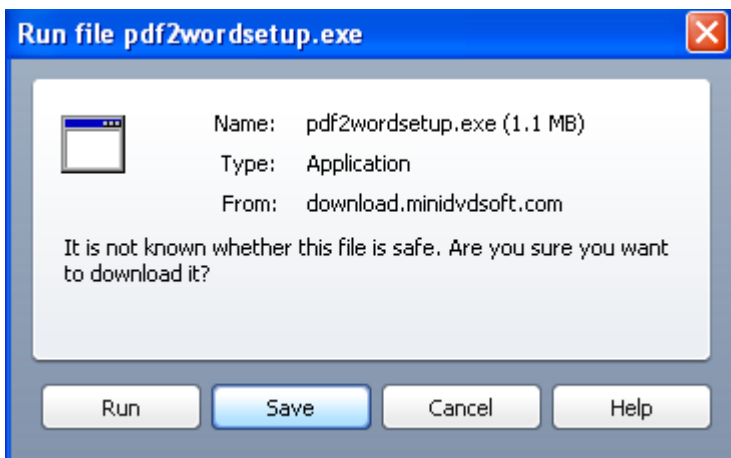 Run file pdf2wordsetup.exe
Name: pdf2wordsetup.exe (1.1 MB)
Type: Application
From: download.minidvdsoft.com
It is not known whether this file is safe. Are you sure you want
to download it?
Run Save Cancel Help